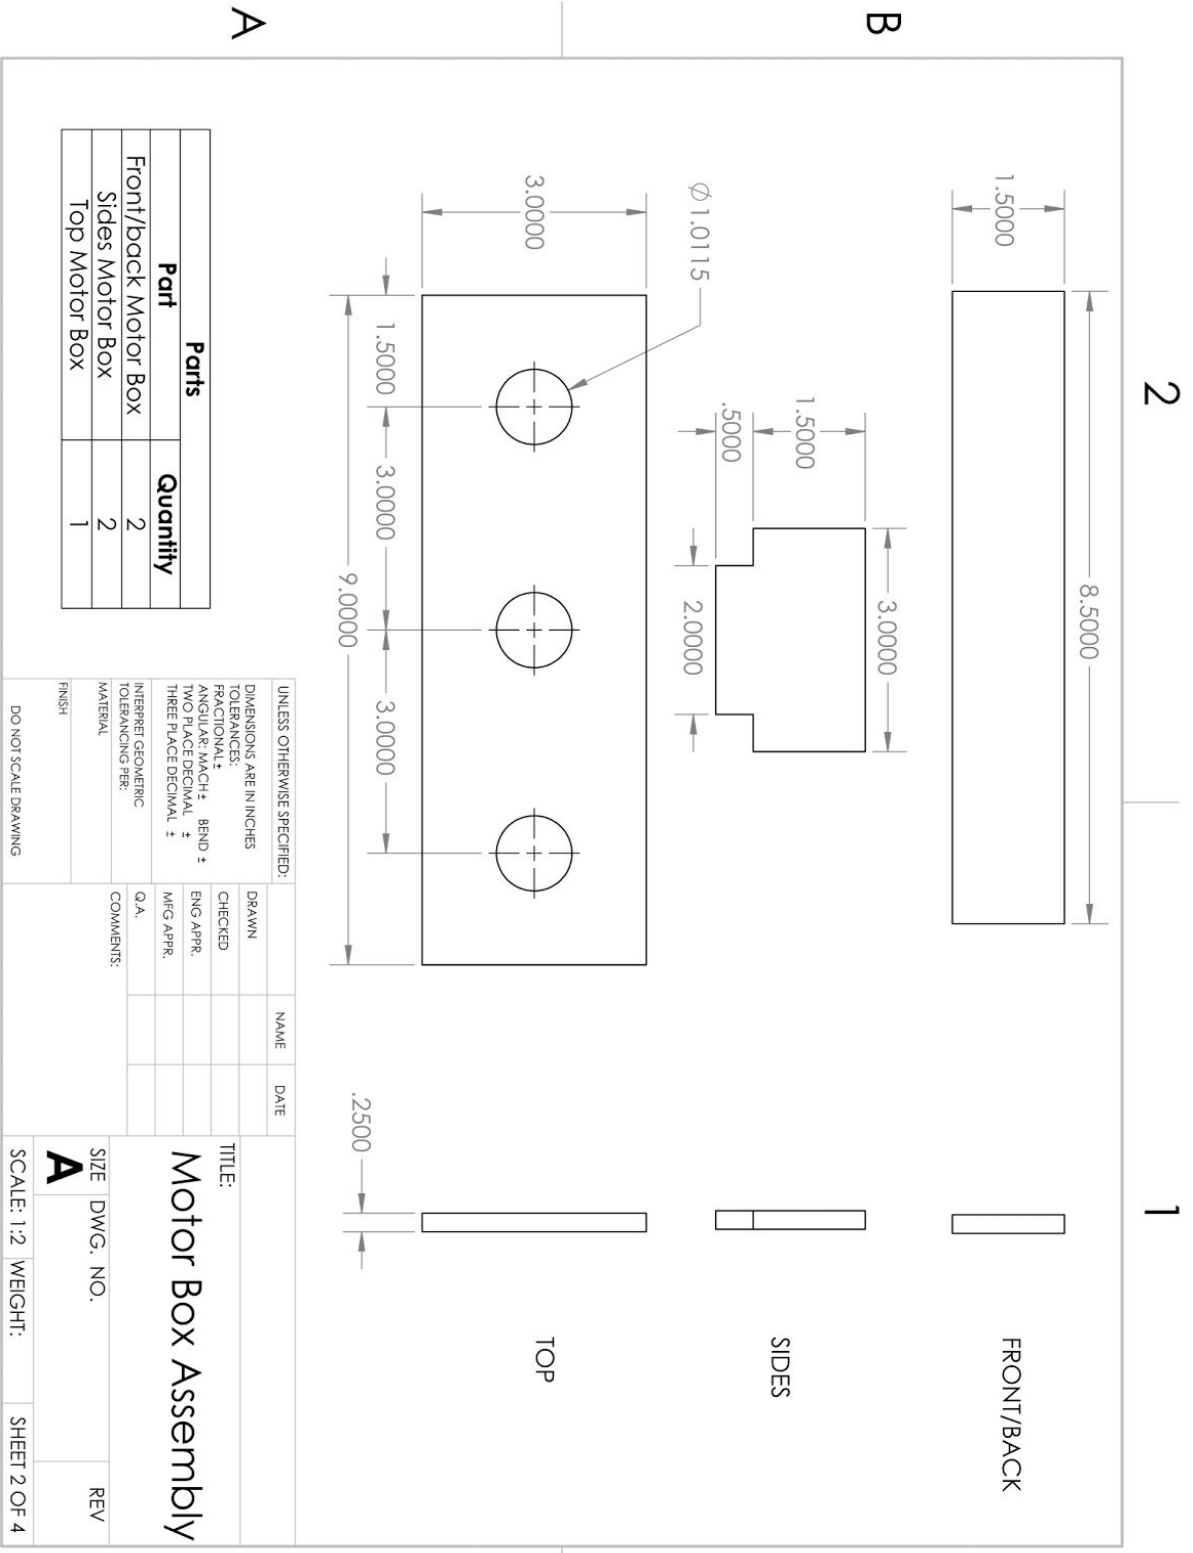 2
1
B
A
8.5000
1.5000
FRONT/BACK
3.0000
1.5000
.5000
2.0000
SIDES
Ø1.0115
3.0000
1.5000
3.0000
3.0000
9.0000
TOP
.2500
Parts
Part Quantity
Front/back Motor Box 2
Sides Motor Box 2
Top Motor Box 1
UNLESS OTHERWISE SPECIFIED:
DIMENSIONS ARE IN INCHES
TOLERANCES:
FRACTIONAL ±
ANGULAR: MACH ± BEND ±
TWO PLACE DECIMAL ±
THREE PLACE DECIMAL ±
INTERPRET GEOMETRIC
TOLERANCING PER:
MATERIAL
FINISH
DO NOT SCALE DRAWING
NAME DATE
DRAWN
CHECKED
ENG APPR.
MFG APPR.
Q.A.
COMMENTS:
TITLE:
Motor Box Assembly
SIZE DWG. NO. REV
A
SCALE: 1:2 WEIGHT: SHEET 2 OF 4